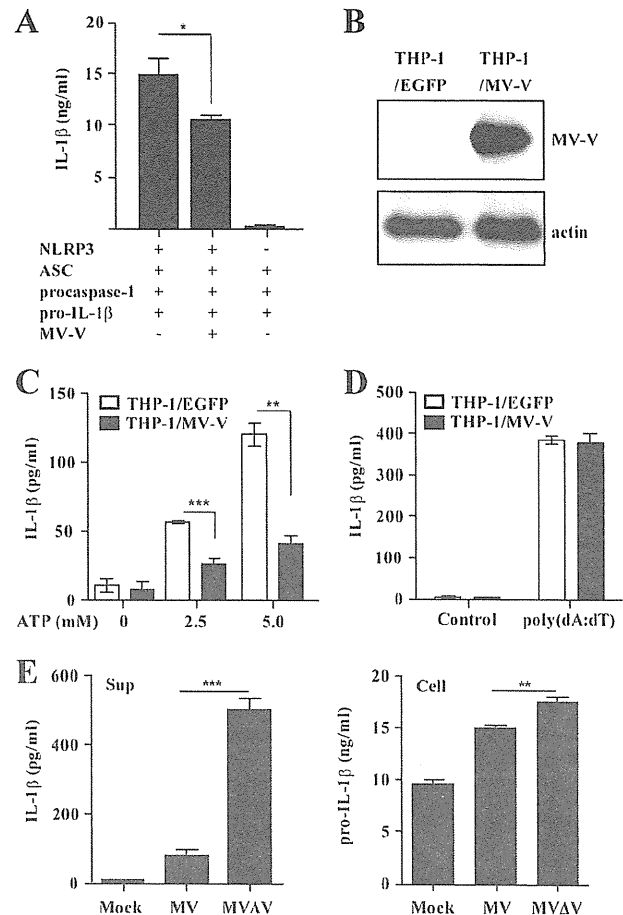 A
IL-1β (ng/ml)
20
15
10
5
*
NLRP3 + + -
ASC + + +
procaspase-1 + + +
pro-IL-1β + + +
MV-V - + -
B
THP-1 THP-1
/EGFP /MV-V
MV-V
actin
C
IL-1β (pg/ml)
150
100
50
0
THP-1/EGFP
THP-1/MV-V
***
**
ATP (mM) 0 2.5 5.0
D
IL-1β (pg/ml)
500
400
300
200
100
0
THP-1/EGFP
THP-1/MV-V
Control poly(dA:dT)
E
IL-1β (pg/ml)
600
400
200
0
Sup
***
Mock MV MVΔV
pro-IL-1β (ng/ml)
20
15
10
5
0
Cell
**
Mock MV MVΔV